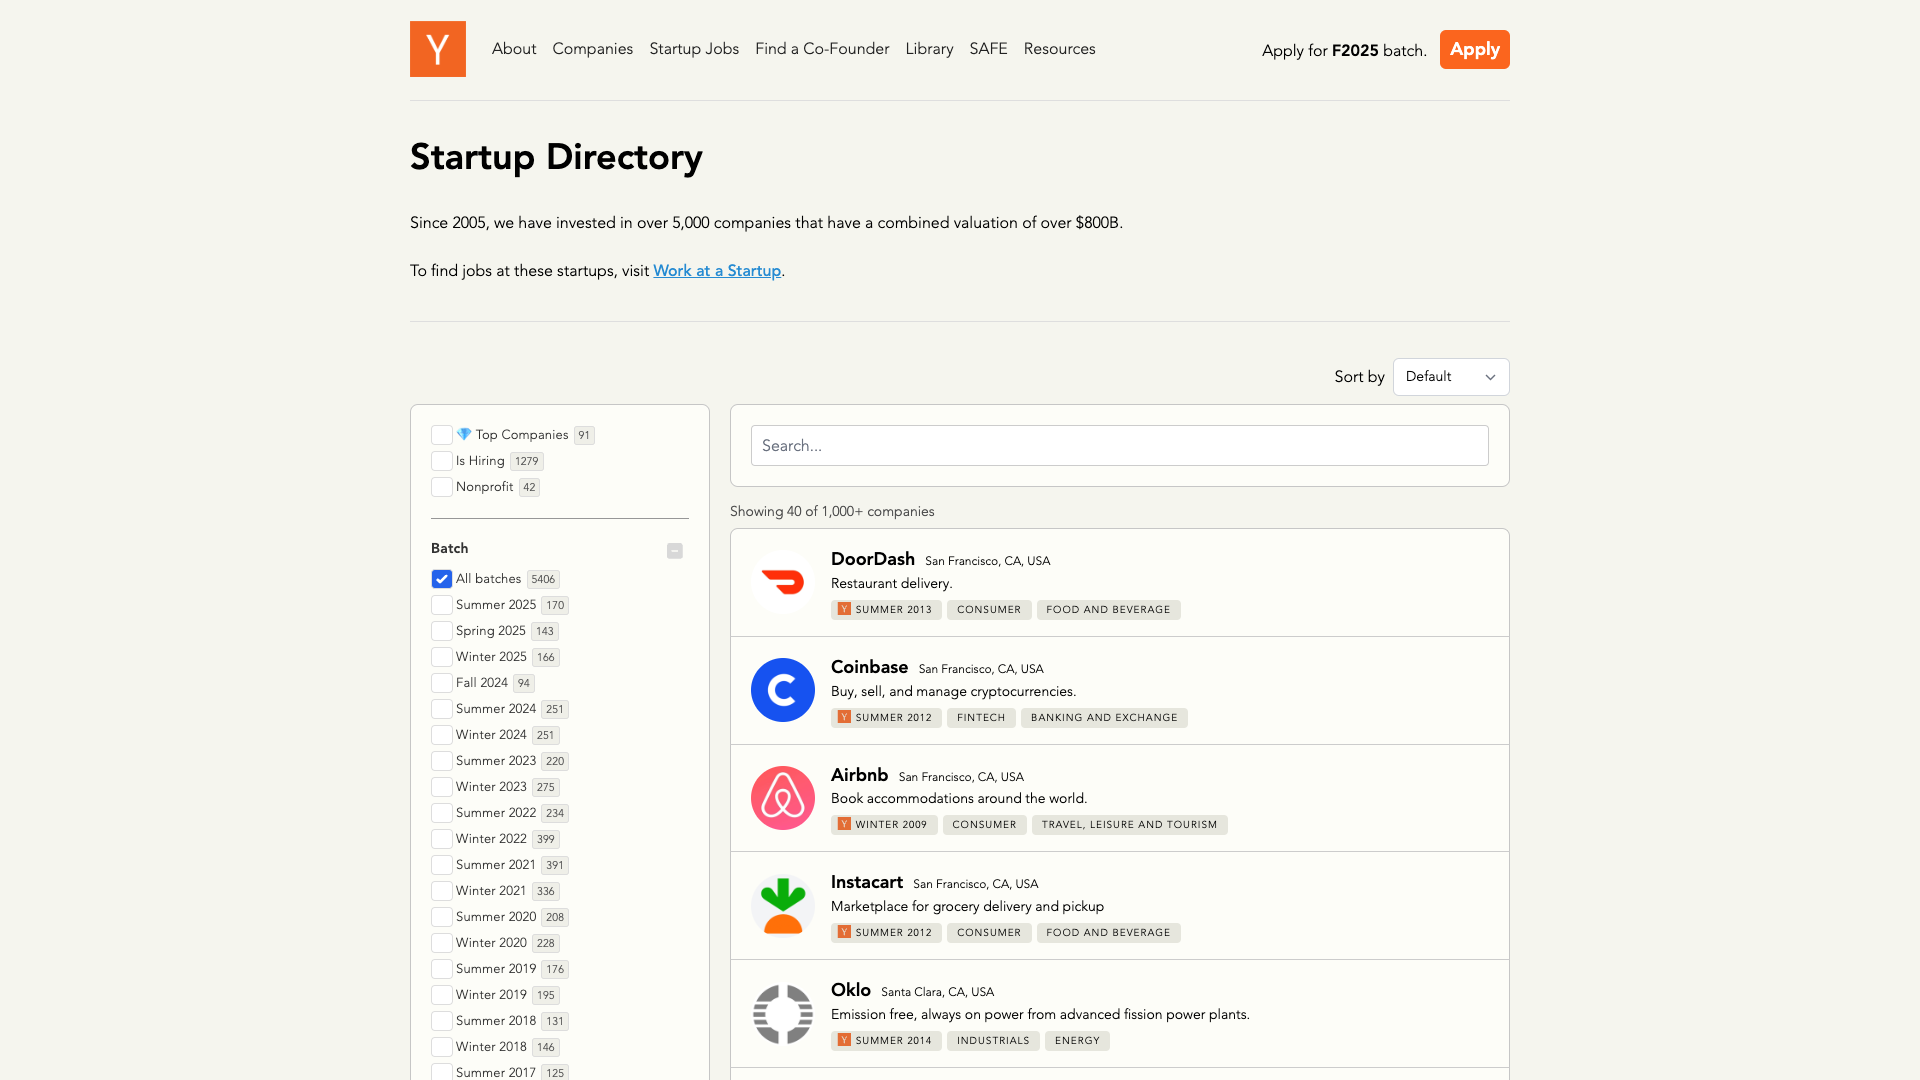 Y
About Companies Startup Jobs Find a Co-Founder Library SAFE Resources
Apply for F2025 batch. Apply
Startup Directory
Since 2005, we have invested in over 5,000 companies that have a combined valuation of over $800B.
To find jobs at these startups, visit Work at a Startup.
Sort by Default
Top Companies 91
Is Hiring 1279
Nonprofit 42
Batch
All batches 5406
Summer 2025 170
Spring 2025 143
Winter 2025 166
Fall 2024 94
Summer 2024 251
Winter 2024 251
Summer 2023 220
Winter 2023 275
Summer 2022 234
Winter 2022 399
Summer 2021 391
Winter 2021 336
Summer 2020 208
Winter 2020 228
Summer 2019 176
Winter 2019 195
Summer 2018 131
Winter 2018 146
Summer 2017 125
Search...
Showing 40 of 1,000+ companies
DoorDash San Francisco, CA, USA
Restaurant delivery.
Y SUMMER 2013 CONSUMER FOOD AND BEVERAGE
Coinbase San Francisco, CA, USA
Buy, sell, and manage cryptocurrencies.
Y SUMMER 2012 FINTECH BANKING AND EXCHANGE
Airbnb San Francisco, CA, USA
Book accommodations around the world.
Y WINTER 2009 CONSUMER TRAVEL, LEISURE AND TOURISM
Instacart San Francisco, CA, USA
Marketplace for grocery delivery and pickup
Y SUMMER 2012 CONSUMER FOOD AND BEVERAGE
Oklo Santa Clara, CA, USA
Emission free, always on power from advanced fission power plants.
Y SUMMER 2014 INDUSTRIALS ENERGY